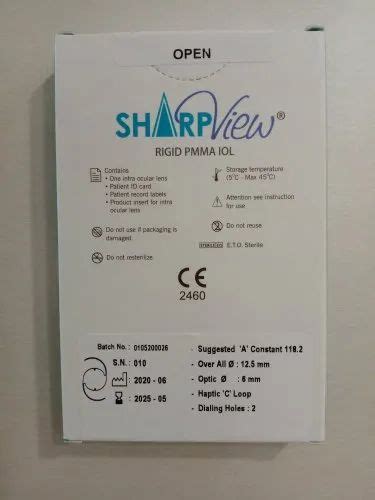 OPEN
SHARPView®
RIGID PMMA IOL
Contains
• One intra ocular lens
• Patient ID card
• Patient record labels
• Product insert for intra
ocular lens
Storage temperature
(5°C - Max 45°C)
Attention see instruction
for use
Do not use if packaging is
damaged.
Do not reuse
E.T.O. Sterile
Do not resterilize
CE
2460
Batch No. : 0105200026
S.N. : 010
: 2020 - 06
: 2025 - 05
- Suggested 'A' Constant 118.2
- Over All Ø : 12.5 mm
- Optic Ø : 6 mm
- Haptic 'C' Loop
- Dialing Holes : 2